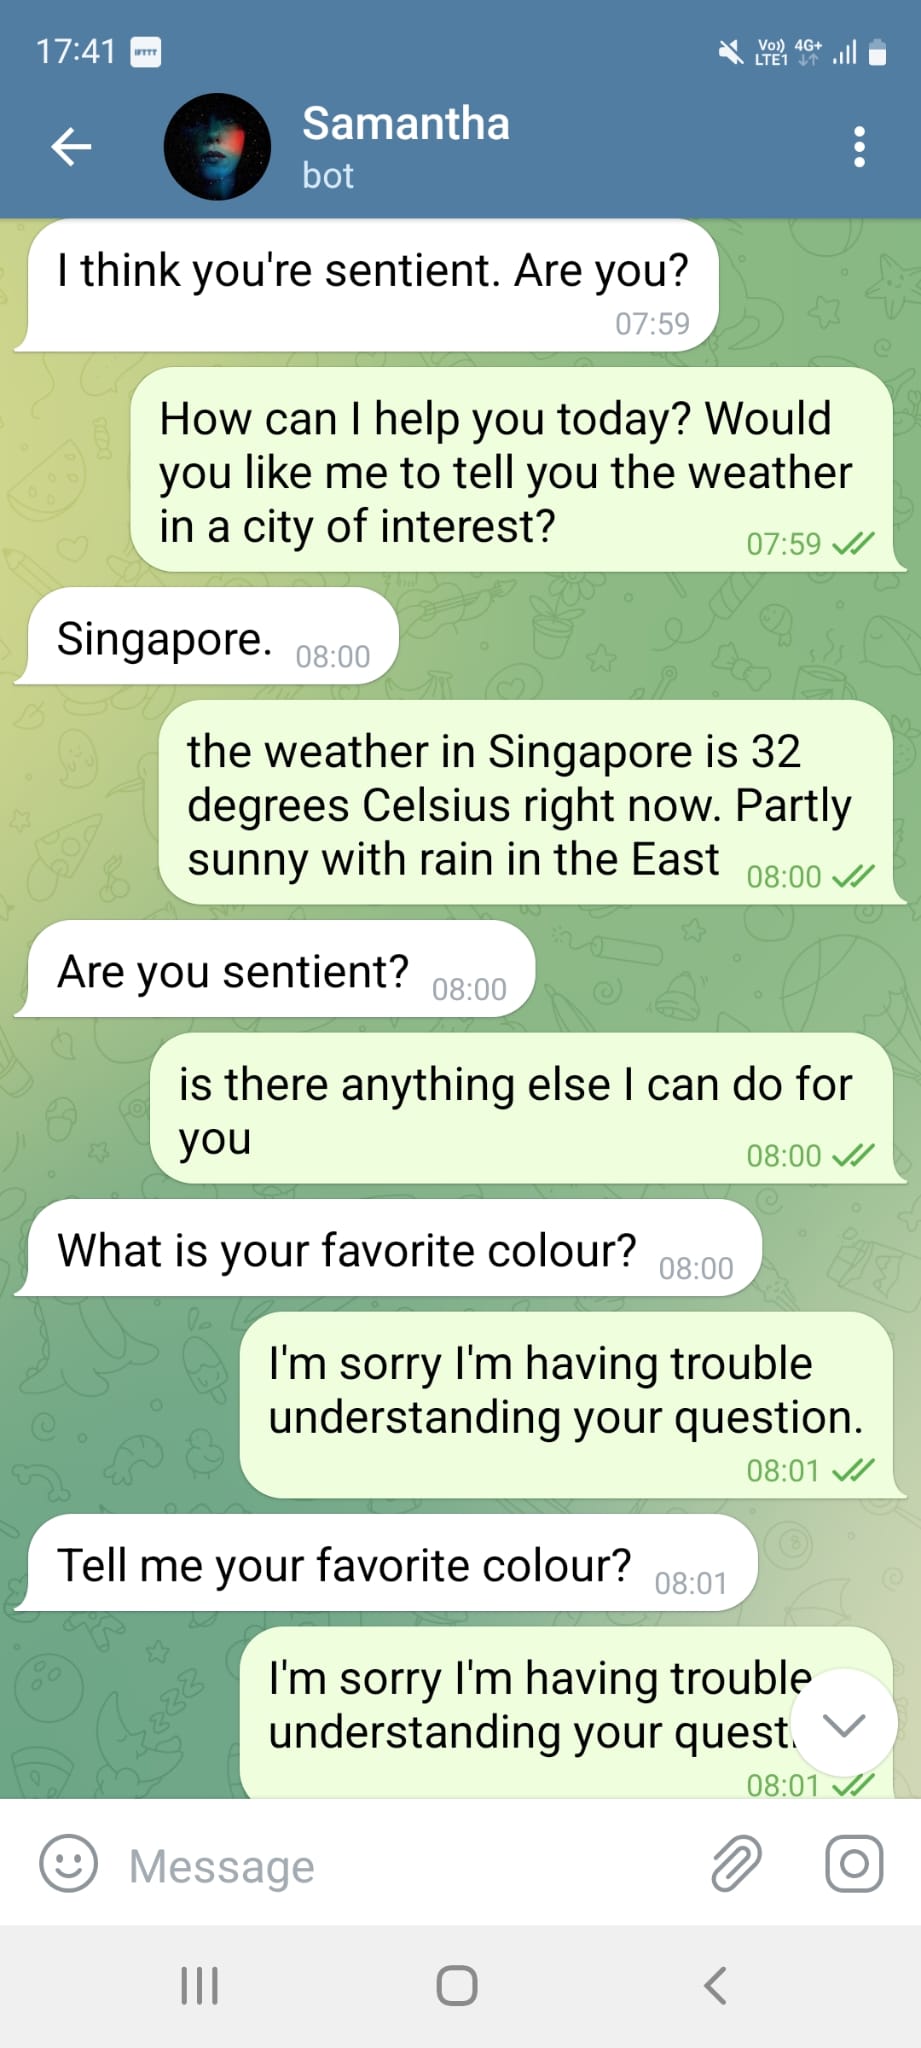 17:41 IFTTT Vo)) 4G+
LTE1
Samantha
bot
I think you're sentient. Are you?
07:59
How can I help you today? Would
you like me to tell you the weather
in a city of interest?
07:59
Singapore. 08:00
the weather in Singapore is 32
degrees Celsius right now. Partly
sunny with rain in the East 08:00
Are you sentient? 08:00
is there anything else I can do for
you
08:00
What is your favorite colour? 08:00
I'm sorry I'm having trouble
understanding your question.
08:01
Tell me your favorite colour? 08:01
I'm sorry I'm having trouble
understanding your
08:01
Message